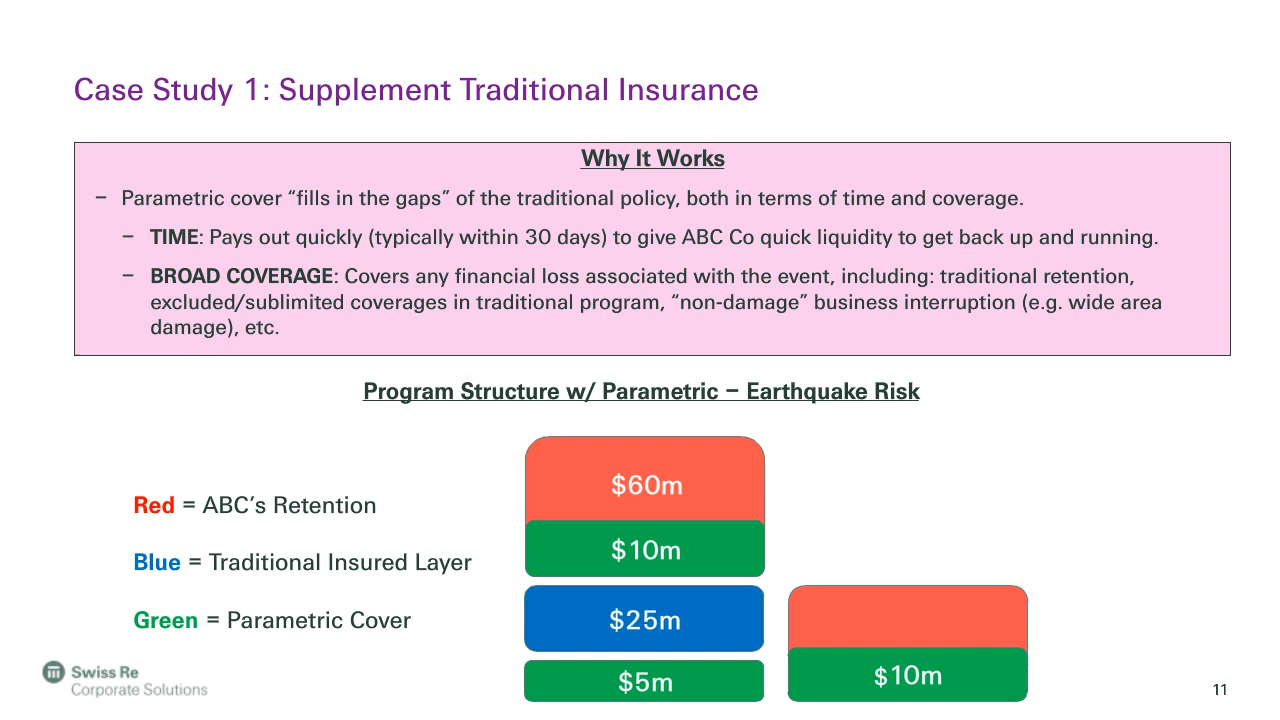 Case Study 1: Supplement Traditional Insurance
Why It Works
− Parametric cover “fills in the gaps” of the traditional policy, both in terms of time and coverage.
− TIME: Pays out quickly (typically within 30 days) to give ABC Co quick liquidity to get back up and running.
− BROAD COVERAGE: Covers any financial loss associated with the event, including: traditional retention,
excluded/sublimited coverages in traditional program, “non-damage” business interruption (e.g. wide area
damage), etc.
Program Structure w/ Parametric − Earthquake Risk
Red = ABC’s Retention
Blue = Traditional Insured Layer
Green = Parametric Cover
$60m
$10m
$25m
$5m
$10m
Swiss Re
Corporate Solutions
11